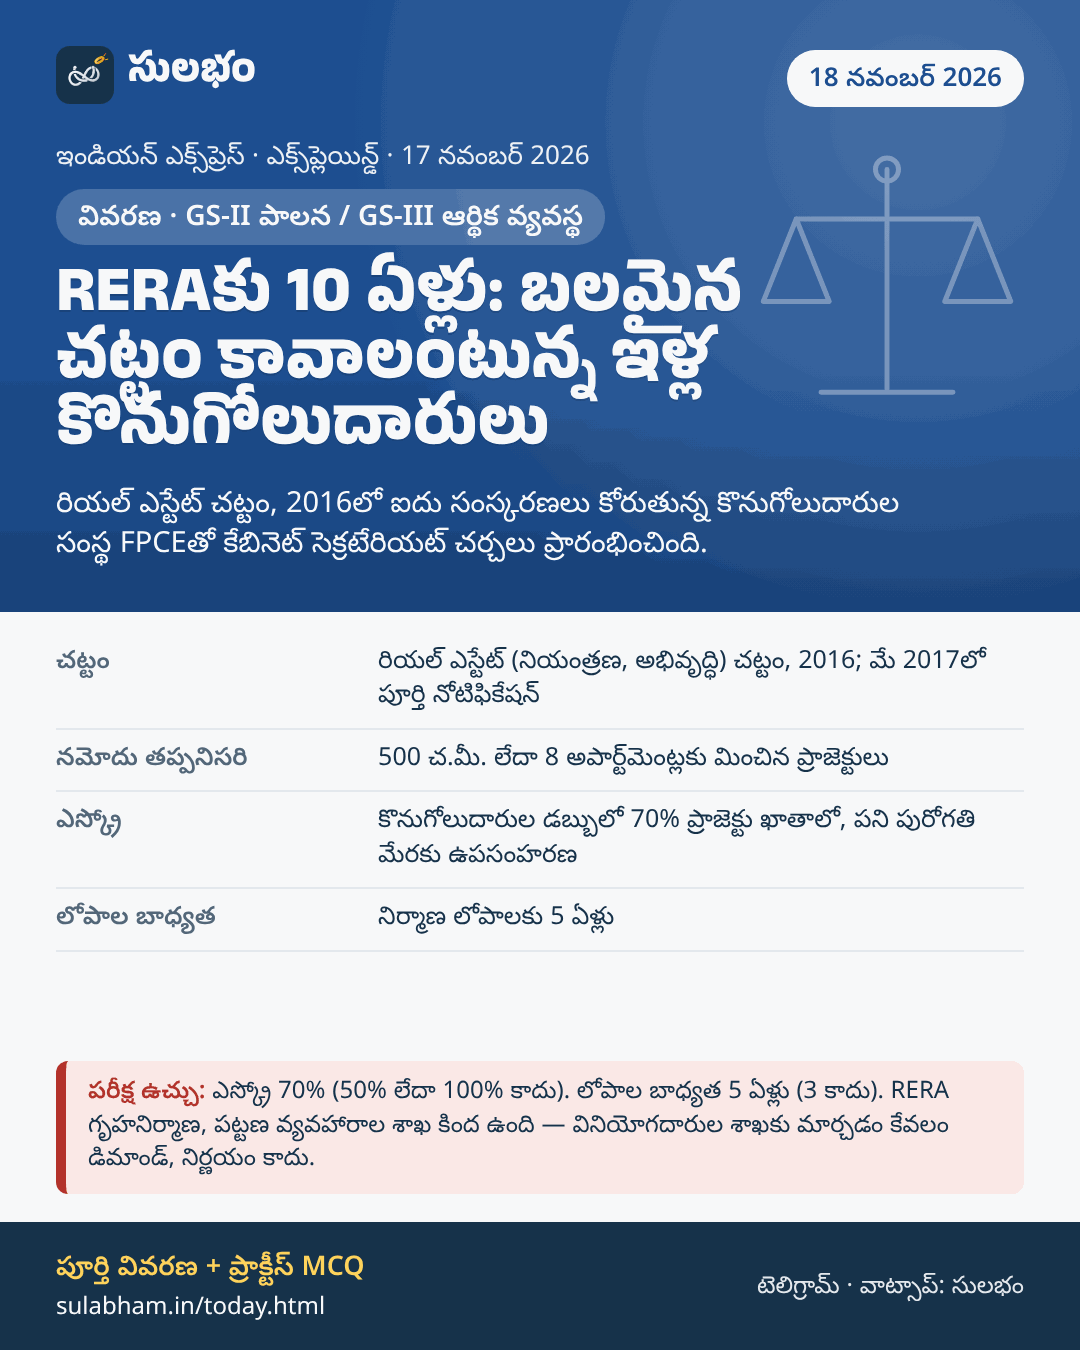 సులభం
18 నవంబర్ 2026
ఇండియన్ ఎక్స్‌ప్రెస్ · ఎక్స్‌ప్లెయిన్డ్ · 17 నవంబర్ 2026
వివరణ · GS-II పాలన / GS-III ఆర్థిక వ్యవస్థ
RERAకు 10 ఏళ్లు: బలమైన
చట్టం కావాలంటున్న ఇళ్ల
కొనుగోలుదారులు
రియల్ ఎస్టేట్ చట్టం, 2016లో ఐదు సంస్కరణలు కోరుతున్న కొనుగోలుదారుల
సంస్థ FPCEతో కేబినెట్ సెక్రటేరియట్ చర్చలు ప్రారంభించింది.
చట్టం
రియల్ ఎస్టేట్ (నియంత్రణ, అభివృద్ధి) చట్టం, 2016; మే 2017లో
పూర్తి నోటిఫికేషన్
నమోదు తప్పనిసరి
500 చ.మీ. లేదా 8 అపార్ట్‌మెంట్లకు మించిన ప్రాజెక్టులు
ఎస్క్రో
కొనుగోలుదారుల డబ్బులో 70% ప్రాజెక్టు ఖాతాలో, పని పురోగతి
మేరకు ఉపసంహరణ
లోపాల బాధ్యత
నిర్మాణ లోపాలకు 5 ఏళ్లు
పరీక్ష ఉచ్చు: ఎస్క్రో 70% (50% లేదా 100% కాదు). లోపాల బాధ్యత 5 ఏళ్లు (3 కాదు). RERA
గృహనిర్మాణ, పట్టణ వ్యవహారాల శాఖ కింద ఉంది — వినియోగదారుల శాఖకు మార్చడం కేవలం
డిమాండ్, నిర్ణయం కాదు.
పూర్తి వివరణ + ప్రాక్టీస్ MCQ
sulabham.in/today.html
టెలిగ్రామ్ · వాట్సాప్: సులభం